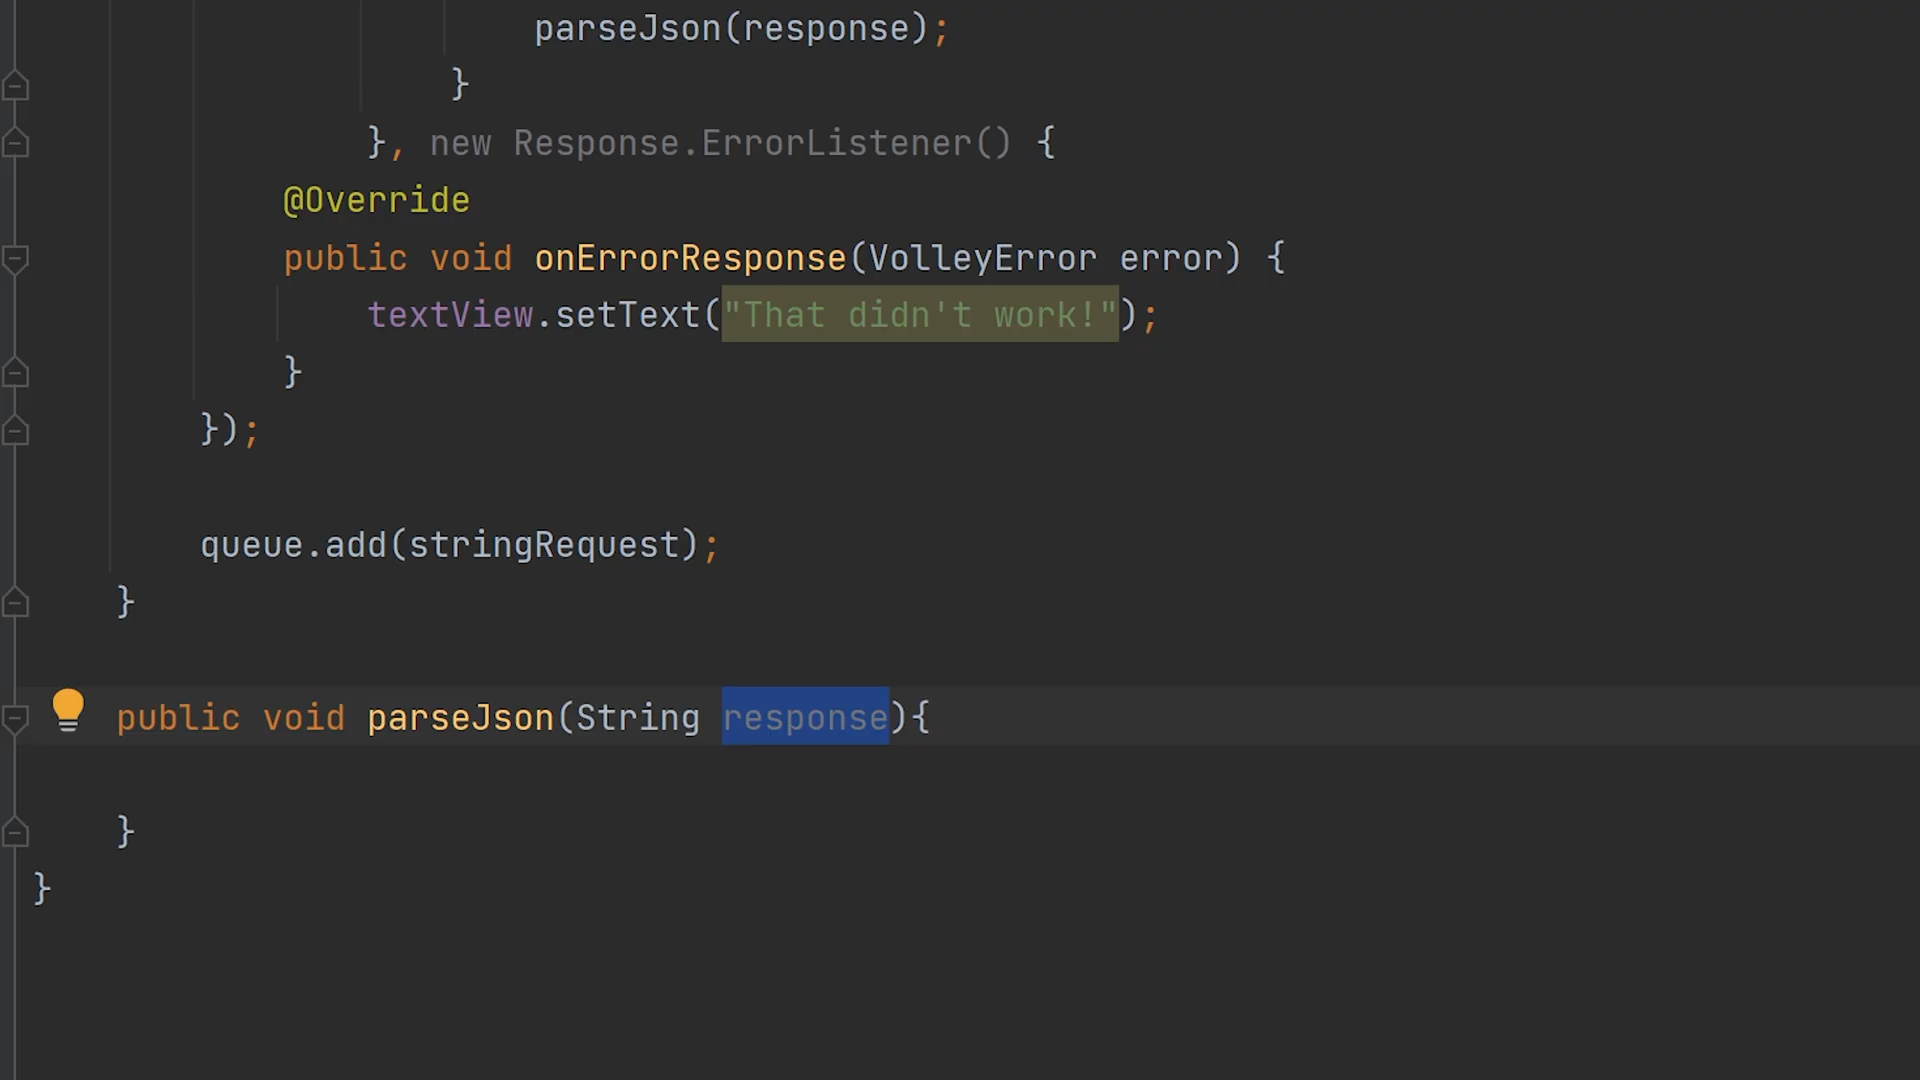 parseJson(response);
}
}, new Response.ErrorListener() {
@Override
public void onErrorResponse(VolleyError error) {
textView.setText("That didn't work!");
}
});
queue.add(stringRequest);
}
public void parseJson(String response){
}
}